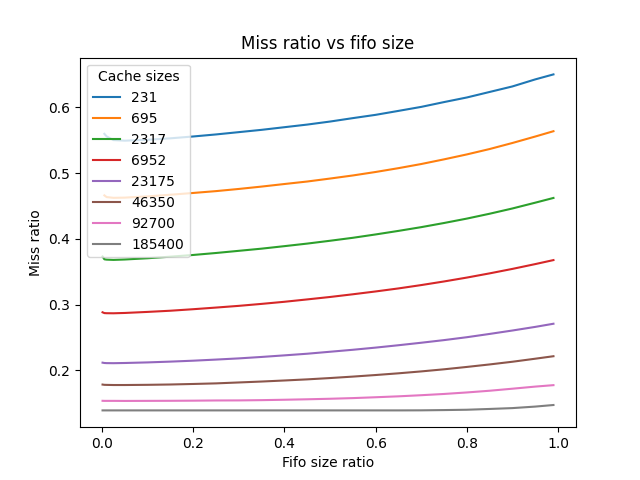 Miss ratio vs fifo size
Cache sizes
231
695
2317
6952
23175
46350
92700
185400
Miss ratio
0.6
0.5
0.4
0.3
0.2
0.0 0.2 0.4 0.6 0.8 1.0
Fifo size ratio